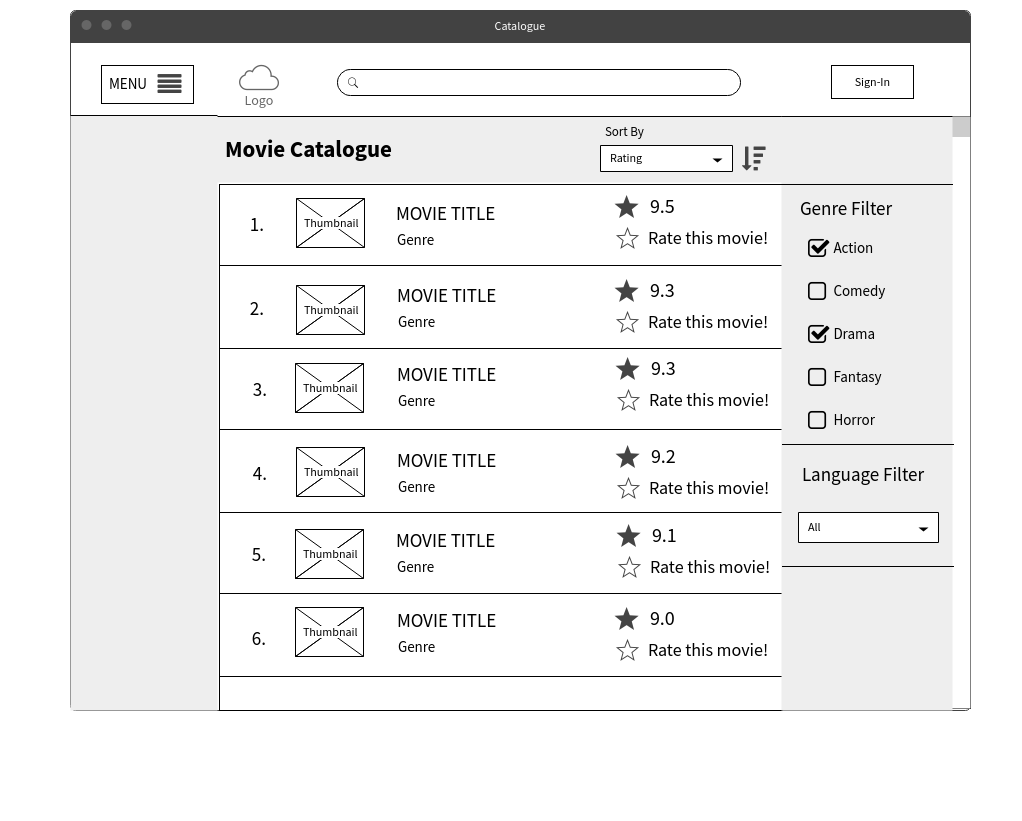 Catalogue
MENU
Logo
Sign-In
Movie Catalogue
Sort By
Rating
1.
Thumbnail
MOVIE TITLE
Genre
9.5
Rate this movie!
2.
Thumbnail
MOVIE TITLE
Genre
9.3
Rate this movie!
3.
Thumbnail
MOVIE TITLE
Genre
9.3
Rate this movie!
4.
Thumbnail
MOVIE TITLE
Genre
9.2
Rate this movie!
5.
Thumbnail
MOVIE TITLE
Genre
9.1
Rate this movie!
6.
Thumbnail
MOVIE TITLE
Genre
9.0
Rate this movie!
Genre Filter
Action
Comedy
Drama
Fantasy
Horror
Language Filter
All